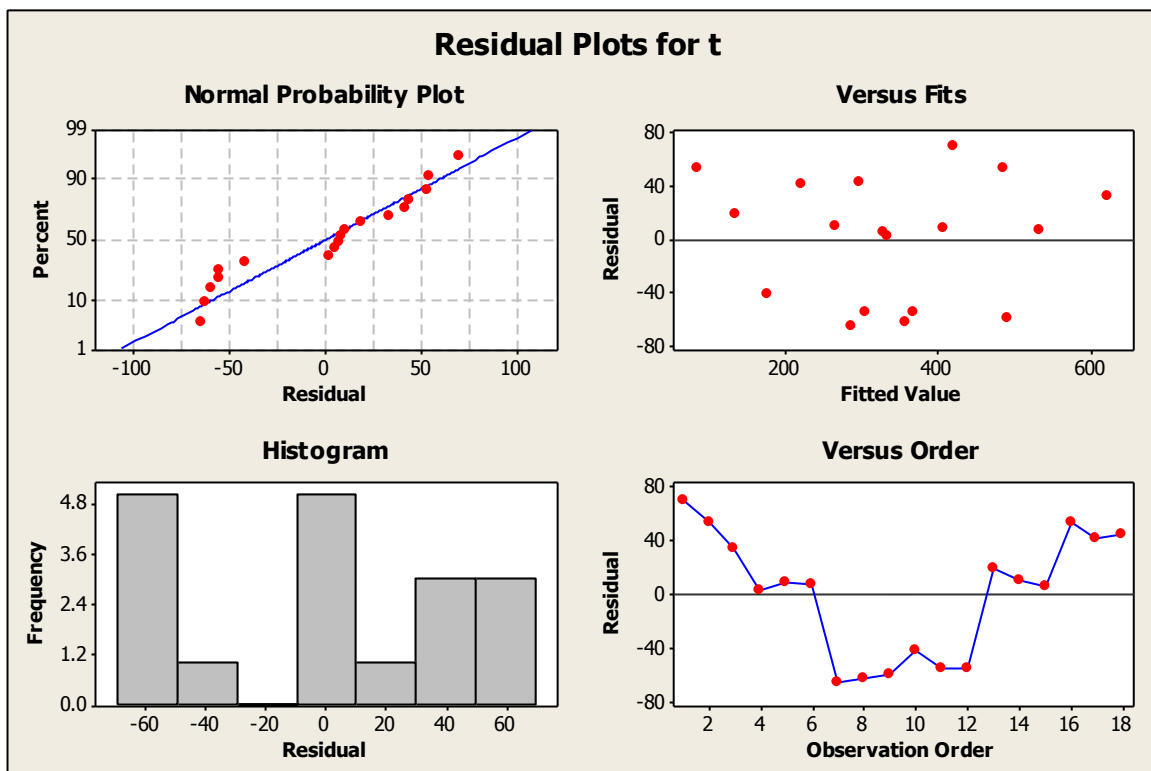 Residual Plots for t
Normal Probability Plot
99
90
50
10
1
Percent
-100 -50 0 50 100
Residual
Versus Fits
80
40
0
-40
-80
Residual
200 400 600
Fitted Value
Histogram
4.8
3.6
2.4
1.2
0.0
Frequency
-60 -40 -20 0 20 40 60
Residual
Versus Order
80
40
0
-40
-80
Residual
2 4 6 8 10 12 14 16 18
Observation Order